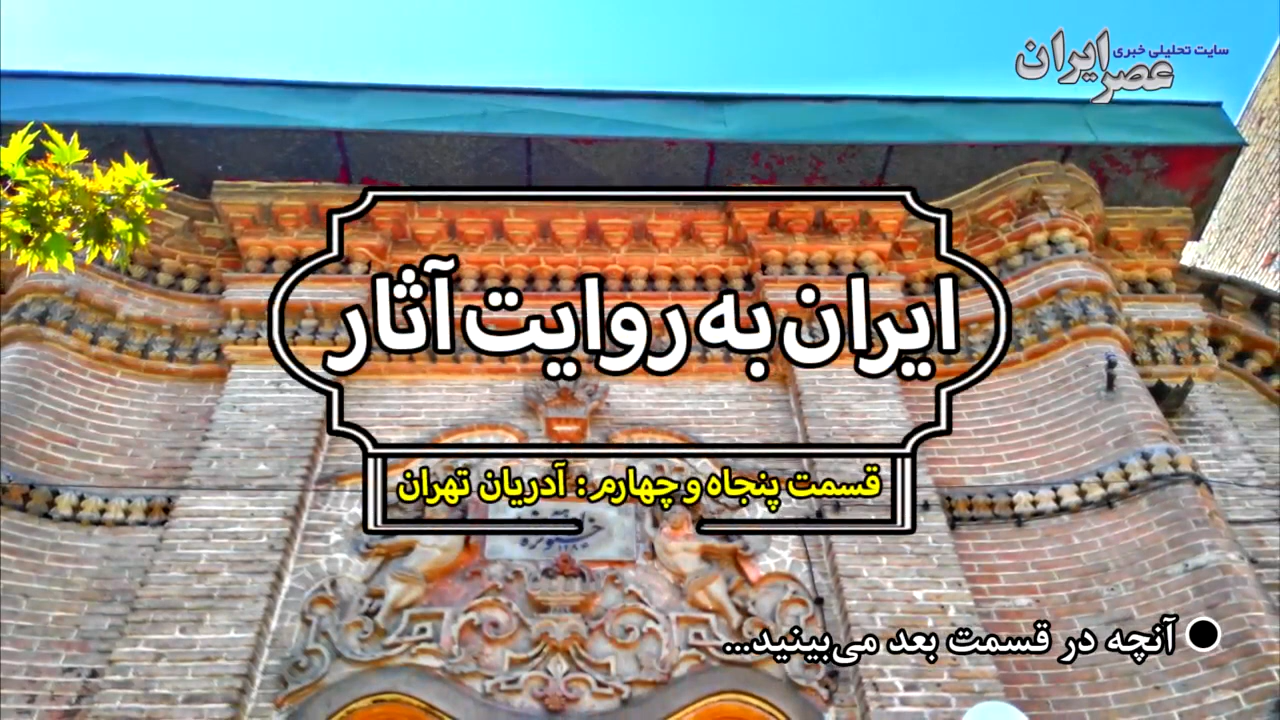 سایت تحلیلی خبری
عصر ایران
ایران به روایت آثار
قسمت پنجاه و چهارم: آدریان تهران
آنچه در قسمت بعد می‌بینید...